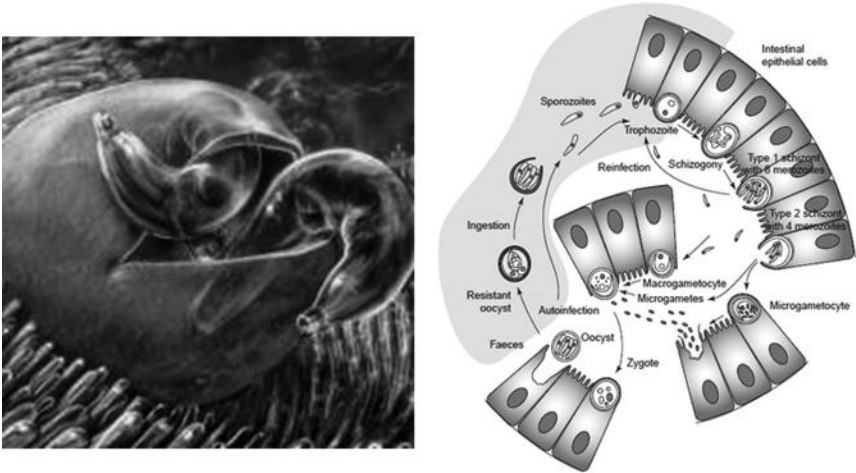 Intestinal
epithelial cells
Sporozoites
Trophozoite
Reinfection
Schizogony
Type 1 schizont
with 6 merozoites
Type 2 schizont
with 4 merozoites
Ingestion
Resistant
oocyst
Autoinfection
Macrogametocyte
Microgametes
Microgametocyte
Faeces
Oocyst
Zygote